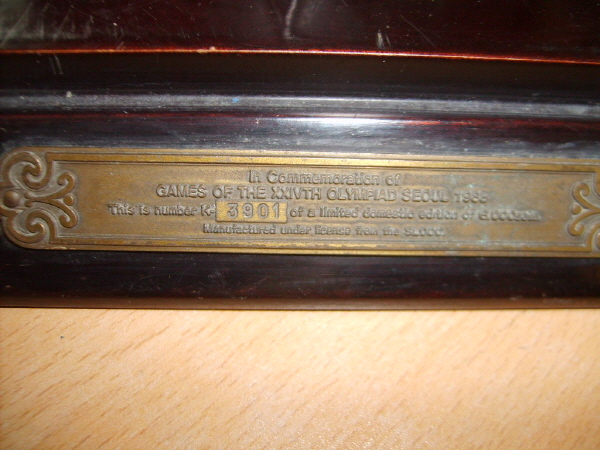 In Commemoration of
GAMES OF THE XXIVTH OLYMPIAD SEOUL 1988
This is number K 3901 of a limited domestic edition of
Manufactured under license from the SLOOC.